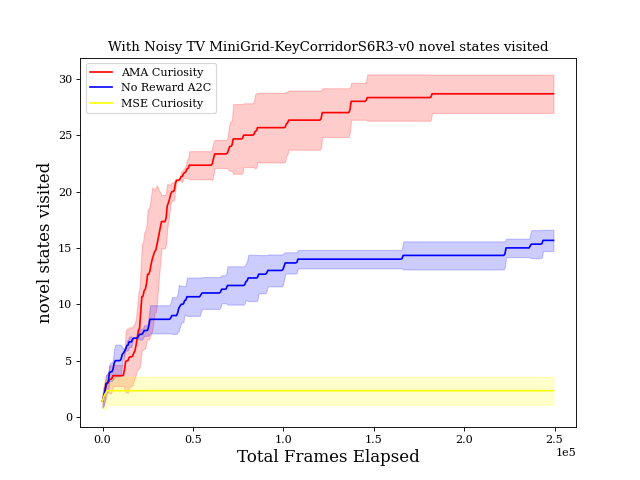 With Noisy TV MiniGrid-KeyCorridorS6R3-v0 novel states visited
AMA Curiosity
No Reward A2C
MSE Curiosity
novel states visited
30
25
20
15
10
5
0
0.0 0.5 1.0 1.5 2.0 2.5
1e5
Total Frames Elapsed